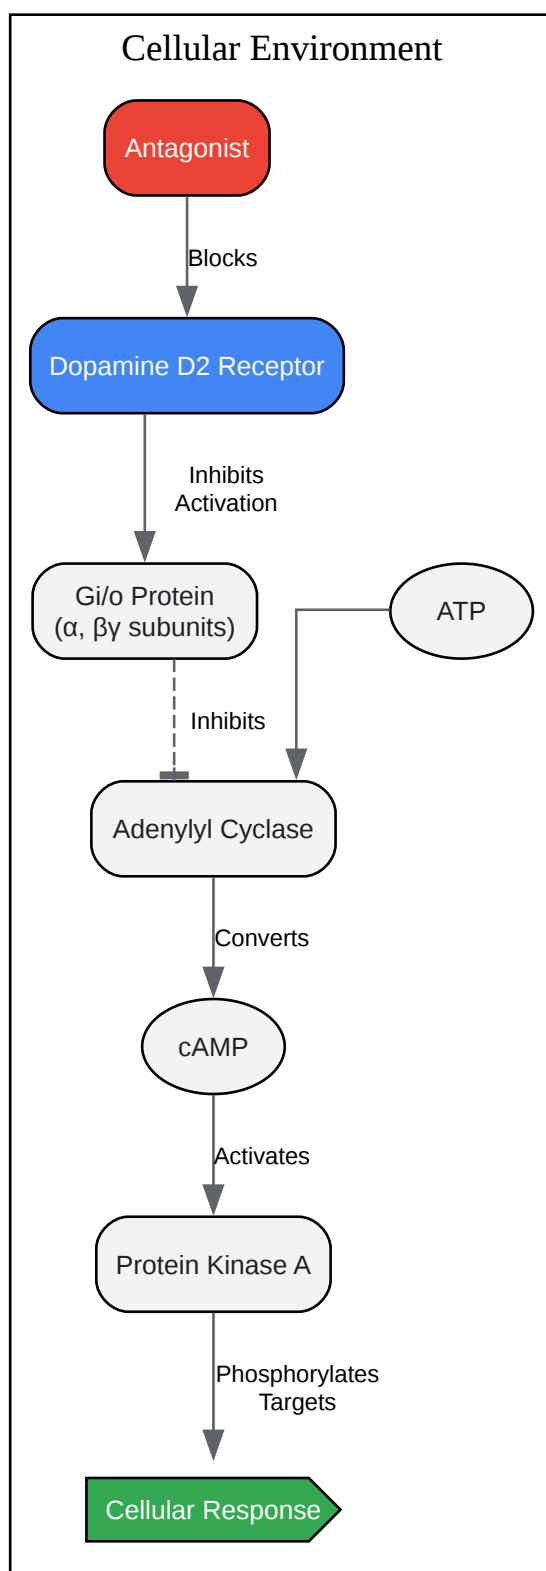 Cellular Environment
Antagonist
Blocks
Dopamine D2 Receptor
Inhibits
Activation
Gi/o Protein
(α, βγ subunits)
ATP
Inhibits
Adenylyl Cyclase
Converts
cAMP
Activates
Protein Kinase A
Phosphorylates
Targets
Cellular Response